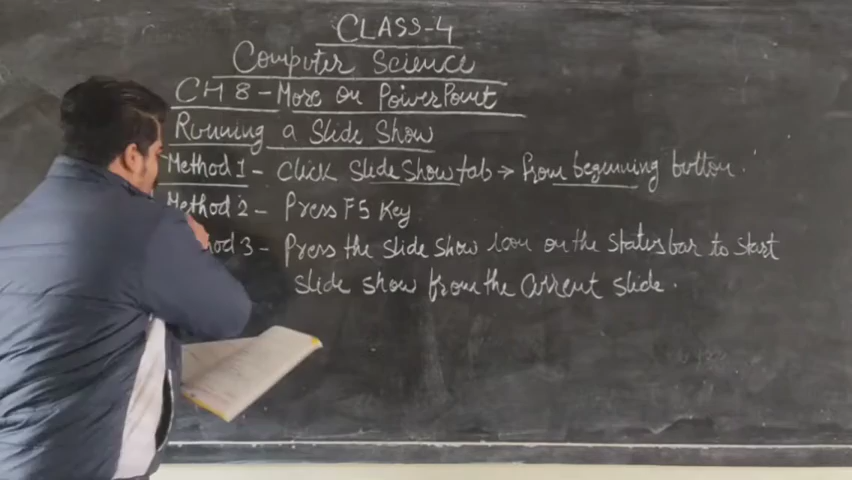 CLASS-4
Computer Science
CH 8 - More on PowerPoint
Running a Slide Show
Method 1 - Click Slide Show tab → From beginning button.
Method 2 - Press F5 Key
hod 3 - Press the slide show icon on the status bar to start
slide show from the current slide.